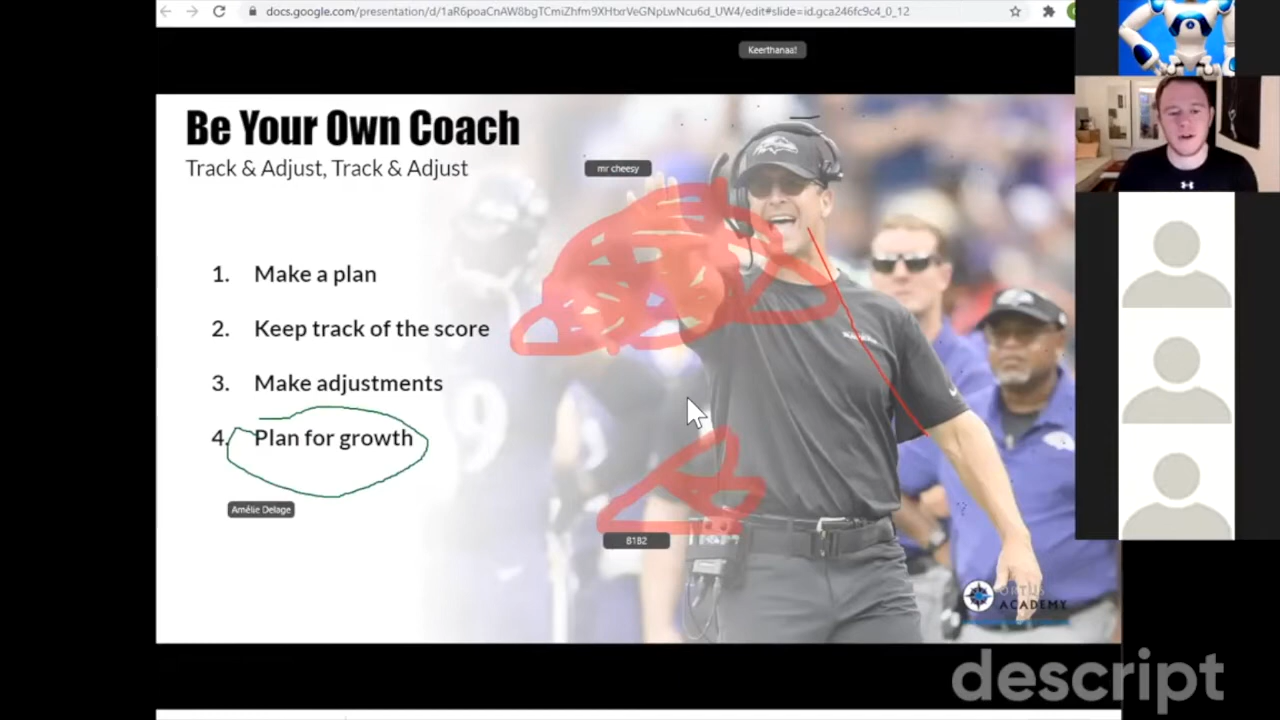 docs.google.com/presentation/d/1aR6poaCnAW8bgTCmiZhfm9XHtxrVeGNpLwNcu6d_UW4/edit#slide=id.gca246fc9c4_0_12
Keerthanaa!
Be Your Own Coach
Track & Adjust, Track & Adjust
mr cheesy
1. Make a plan
2. Keep track of the score
3. Make adjustments
4. Plan for growth
Amélie Delage
8182
ACADEMY
descript